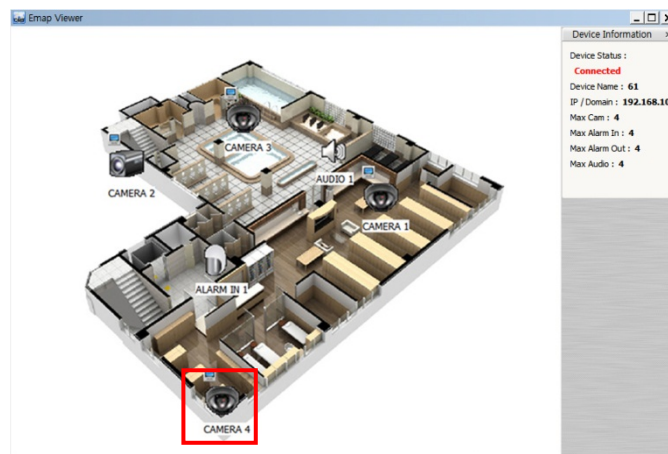 Emap Viewer
Device Information
Device Status :
Connected
Device Name : 61
IP / Domain : 192.168.10
Max Cam : 4
Max Alarm In : 4
Max Alarm Out : 4
Max Audio : 4
CAMERA 3
CAMERA 2
AUDIO 1
CAMERA 1
ALARM IN 1
CAMERA 4